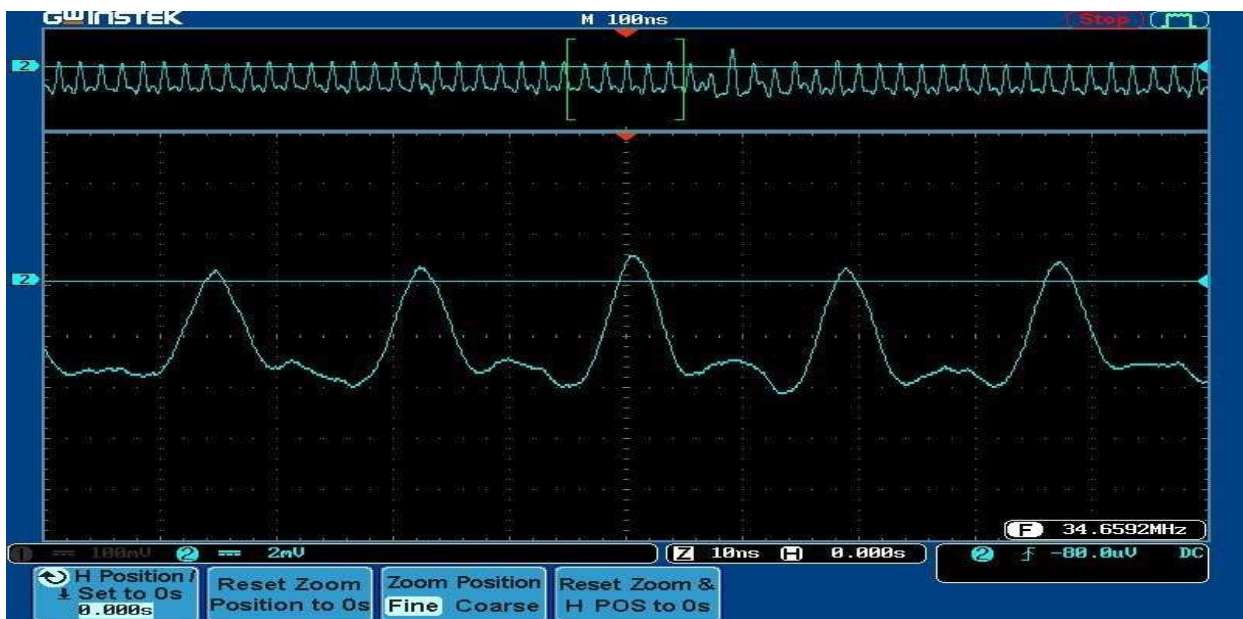 GWINSTEK
M 100ns
Stop
2
2
F 34.6592MHz
1 == 100mV 2 == 2mV
Z 10ns H 0.000s
2 -80.0uV DC
H Position /
Set to 0s
0.000s
Reset Zoom
Position to 0s
Zoom Position
Fine Coarse
Reset Zoom &
H POS to 0s